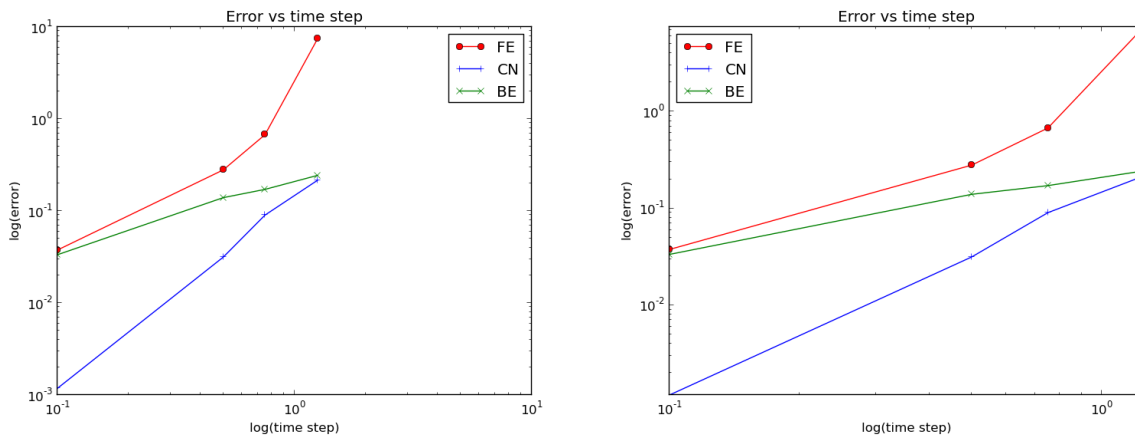 Error vs time step
10^1
10^0
10^-1
10^-2
10^-3
log(error)
FE
CN
BE
10^-1
10^0
10^1
log(time step)
Error vs time step
10^0
10^-1
10^-2
log(error)
FE
CN
BE
10^-1
10^0
log(time step)